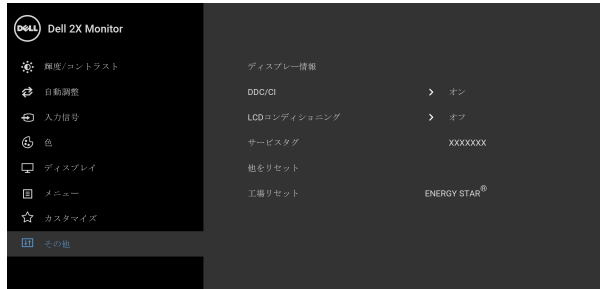 DELL Dell 2X Monitor
輝度/コントラスト
自動調整
入力信号
色
ディスプレイ
メニュー
カスタマイズ
その他
ディスプレー情報
DDC/CI オン
LCDコンディショニング オフ
サービスタグ XXXXXXX
他をリセット
工場リセット ENERGY STAR®